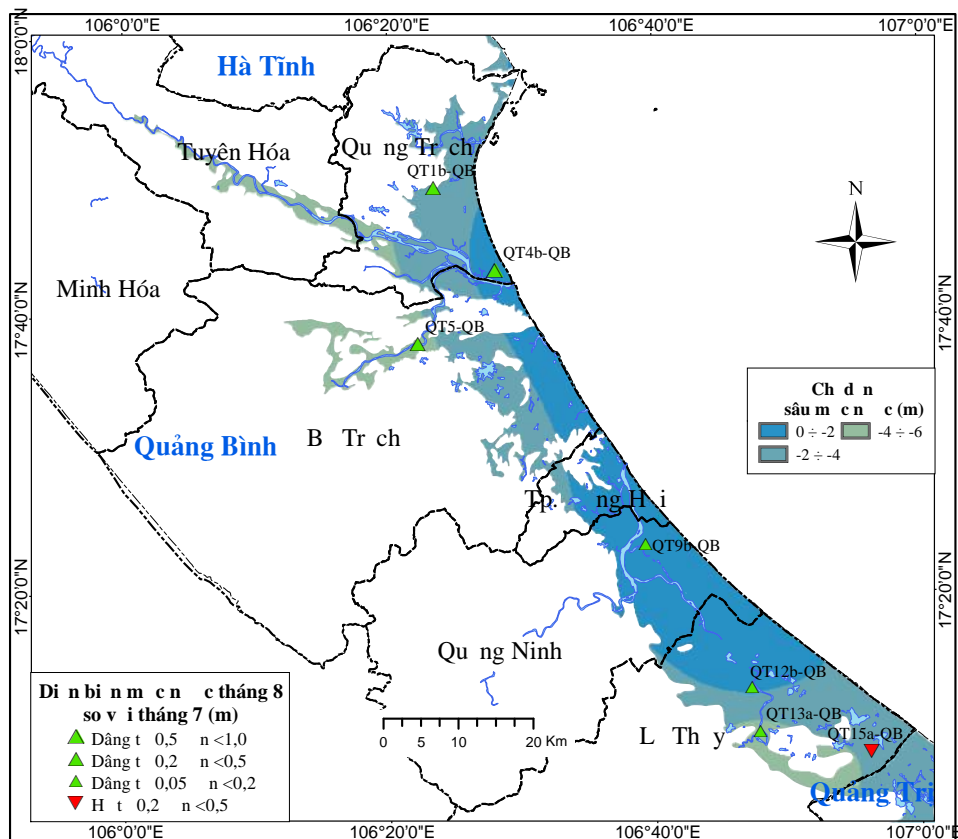 106°0'0"E 106°20'0"E 106°40'0"E 107°0'0"E
18°0'0"N
18°0'0"N
Hà Tĩnh
Tuyên Hóa
Qu ng Tr ch
QT1b-QB
N
QT4b-QB
Minh Hóa
17°40'0"N
17°40'0"N
QT5-QB
Ch d n
sâu m c n c (m)
0 ÷ -2 -4 ÷ -6
-2 ÷ -4
Quảng Bình
B Tr ch
Tp. ng H i
QT9b-QB
17°20'0"N
17°20'0"N
Qu ng Ninh
QT12b-QB
QT13a-QB
QT15a-QB
L Th y
Quảng Trị
Di n bi n m c n c tháng 8
so v i tháng 7 (m)
Dâng t 0,5 n <1,0
Dâng t 0,2 n <0,5
Dâng t 0,05 n <0,2
H t 0,2 n <0,5
0 5 10 20 Km
106°0'0"E 106°20'0"E 106°40'0"E 107°0'0"E